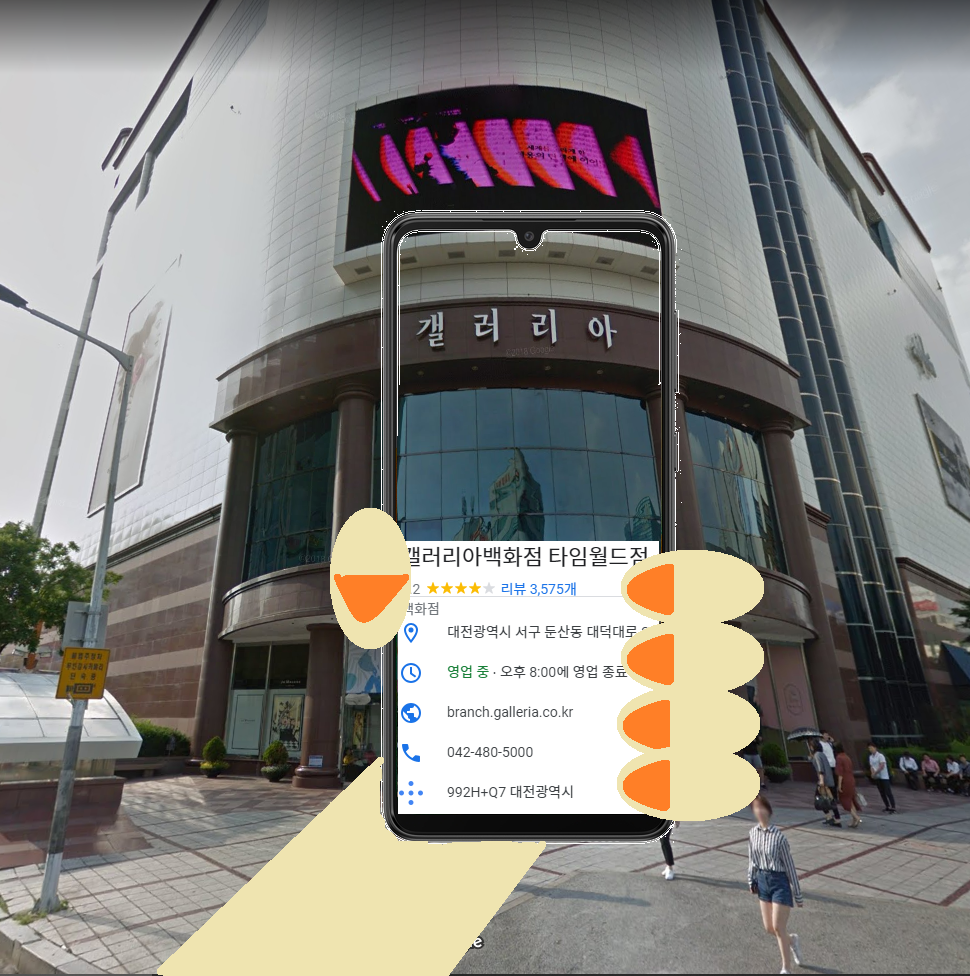 갤러리아
갤러리아백화점 타임월드점
2 ★★★★☆ 리뷰 3,575개
백화점
대전광역시 서구 둔산동 대덕대로
영업 중 · 오후 8:00에 영업 종료
branch.galleria.co.kr
042-480-5000
992H+Q7 대전광역시